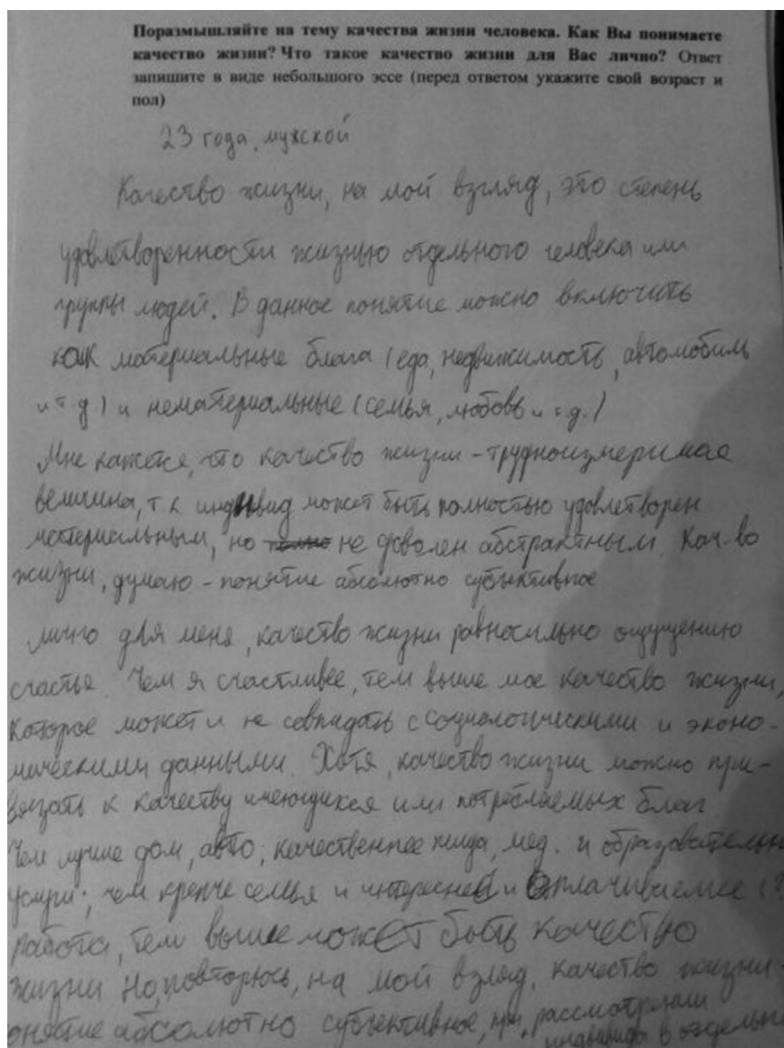 Поразмышляйте на тему качества жизни человека. Как Вы понимаете
качество жизни? Что такое качество жизни для Вас лично? Ответ
запишите в виде небольшого эссе (перед ответом укажите свой возраст и
пол)
23 года, мужской
Качество жизни, на мой взгляд, это степень
удовлетворенности жизнью отдельного человека или
группы людей. В данное понятие можно включить
как материальные блага (еда, недвижимость, автомобиль
и т.д) и нематериальные (семья, любовь и т.д.)
Мне кажется, что качество жизни - трудноизмеримая
величина, т к индивид может быть полностью удовлетворен
материальным, но не доволен абстрактным. Кач-во
жизни, думаю - понятие абсолютно субъективное
лично для меня, качество жизни равносильно ощущению
счастья. Чем я счастливее, тем выше мое качество жизни,
которое может и не совпадать с социологическими и эконо-
мическими данными. Хотя, качество жизни можно при-
вязать к качеству имеющихся или потребляемых благ
Чем лучше дом, авто, качественнее пища, мед. и образовательн
услуги; чем крепче семья и интересней и оплачиваемее (?
работа, тем выше может быть качество
жизни Но, повторюсь, на мой взгляд, качество жизни -
онятие абсолютно субъективное, при рассмотрении
индивида в отдельн